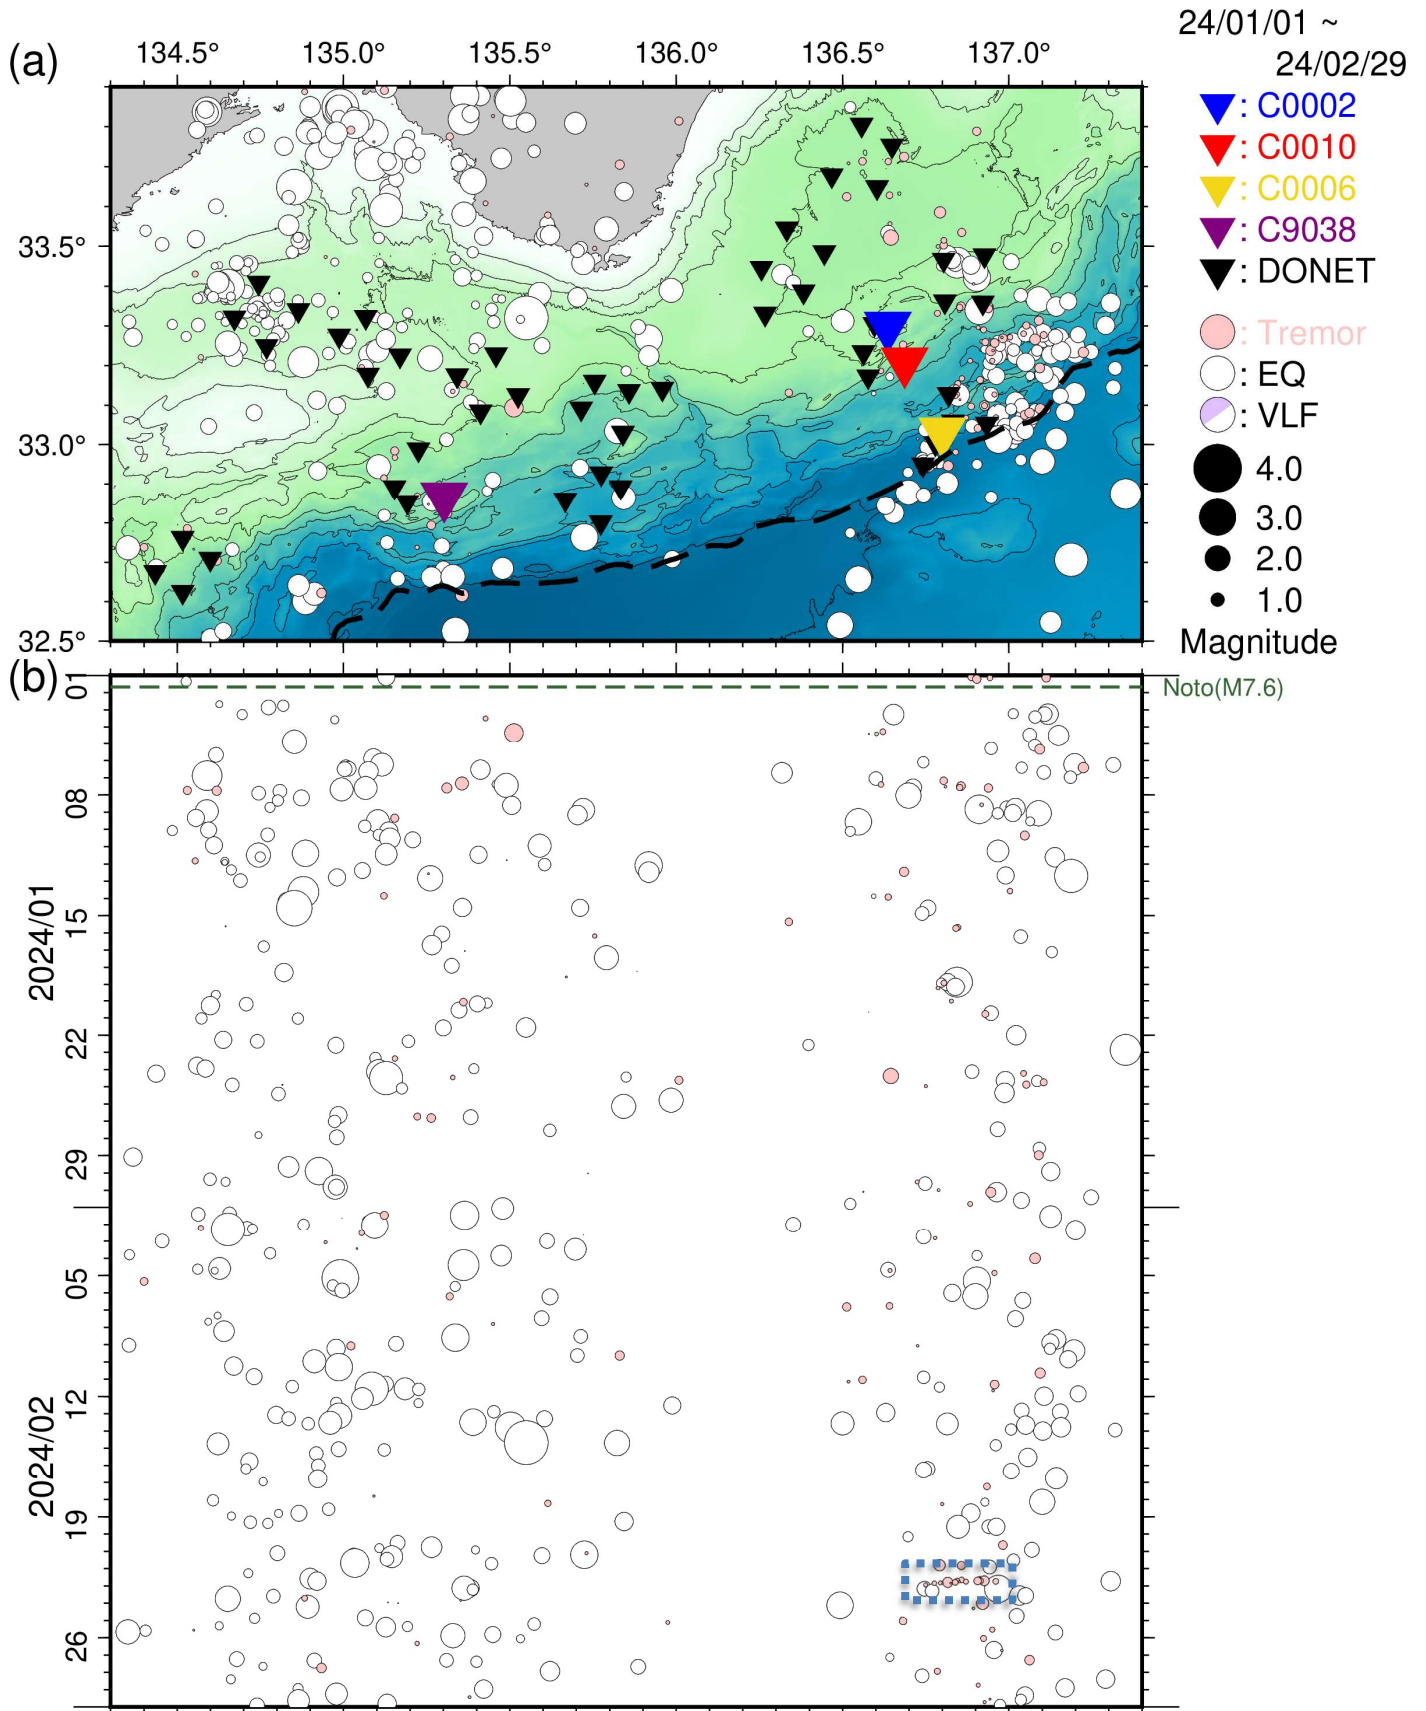 24/01/01 ~
24/02/29
(a)
134.5° 135.0° 135.5° 136.0° 136.5° 137.0°
33.5°
33.0°
32.5°
: C0002
: C0010
: C0006
: C9038
: DONET
: Tremor
: EQ
: VLF
4.0
3.0
2.0
1.0
Magnitude
(b)
Noto(M7.6)
01
08
15
22
29
05
12
19
26
2024/01
2024/02